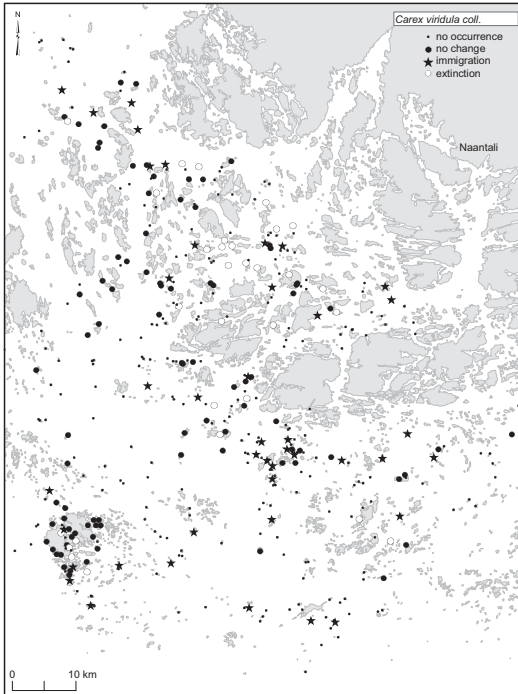 N
Carex viridula coll.
no occurrence
no change
immigration
extinction
Naantali
0 10 km